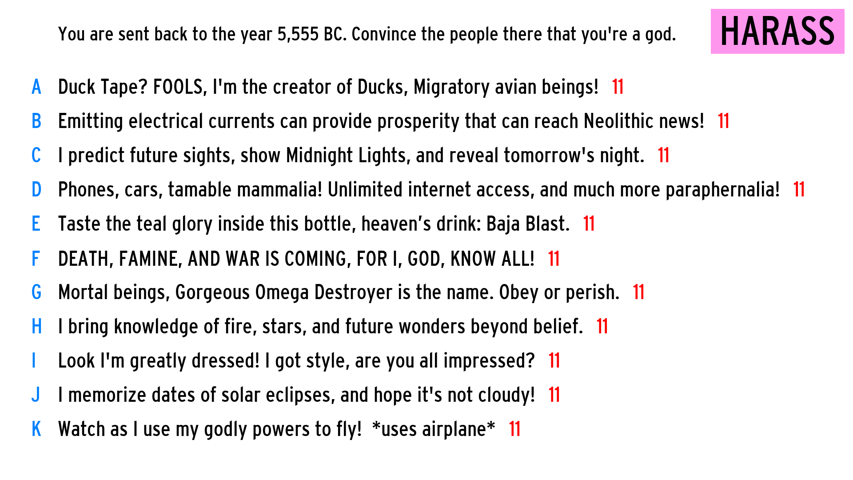 You are sent back to the year 5,555 BC. Convince the people there that you're a god.
HARASS
A Duck Tape? FOOLS, I'm the creator of Ducks, Migratory avian beings! 11
B Emitting electrical currents can provide prosperity that can reach Neolithic news! 11
C I predict future sights, show Midnight Lights, and reveal tomorrow's night. 11
D Phones, cars, tamable mammalia! Unlimited internet access, and much more paraphernalia! 11
E Taste the teal glory inside this bottle, heaven’s drink: Baja Blast. 11
F DEATH, FAMINE, AND WAR IS COMING, FOR I, GOD, KNOW ALL! 11
G Mortal beings, Gorgeous Omega Destroyer is the name. Obey or perish. 11
H I bring knowledge of fire, stars, and future wonders beyond belief. 11
I Look I'm greatly dressed! I got style, are you all impressed? 11
J I memorize dates of solar eclipses, and hope it's not cloudy! 11
K Watch as I use my godly powers to fly! *uses airplane* 11